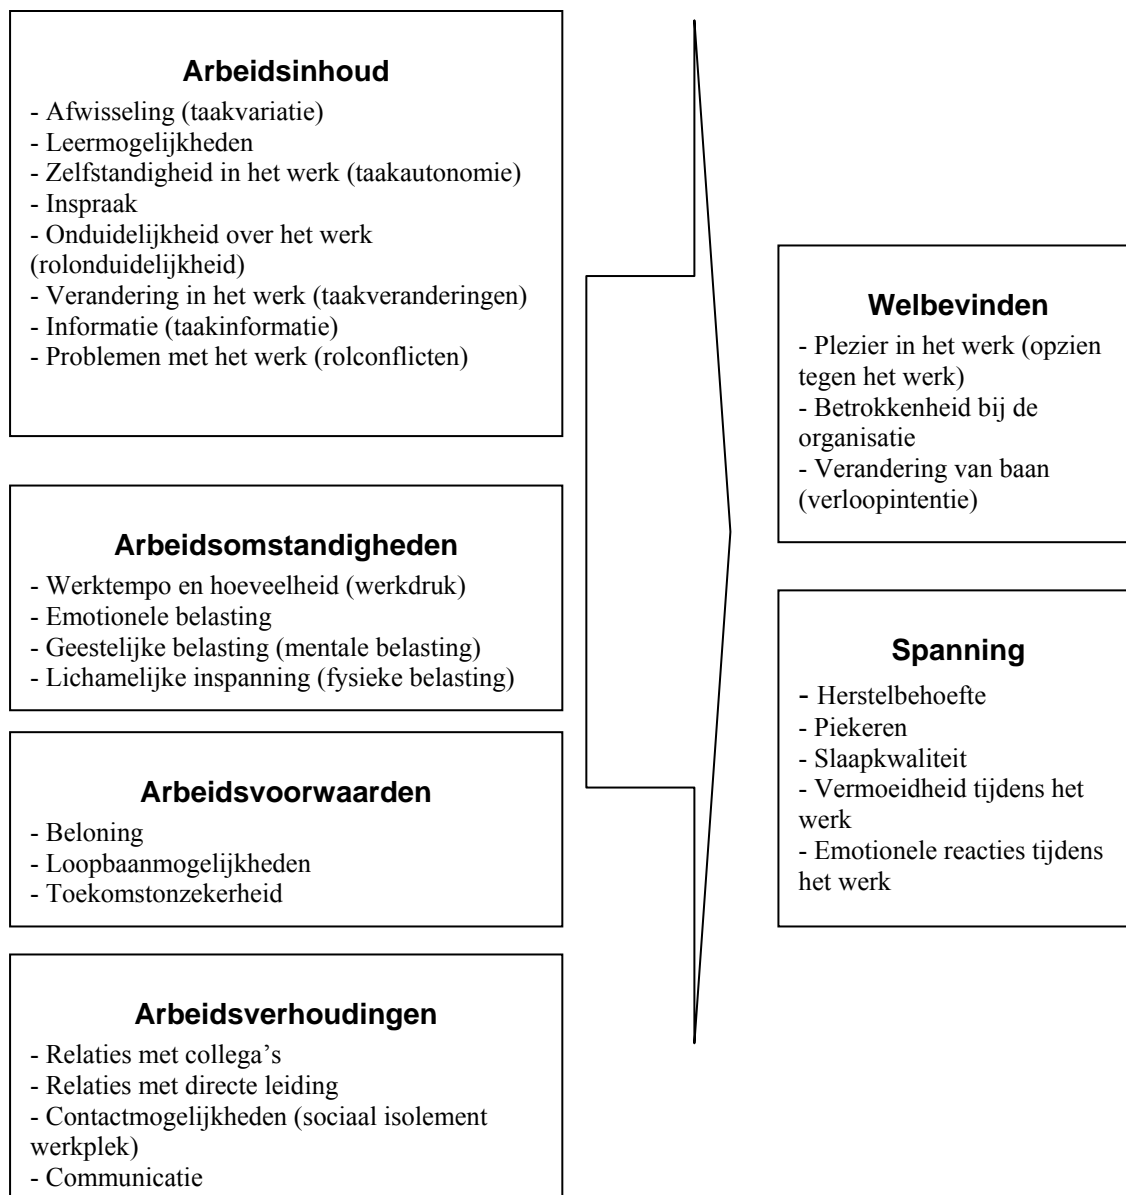 Arbeidsinhoud
- Afwisseling (taakvariatie)
- Leermogelijkheden
- Zelfstandigheid in het werk (taakautonomie)
- Inspraak
- Onduidelijkheid over het werk
(rolonduidelijkheid)
- Verandering in het werk (taakveranderingen)
- Informatie (taakinformatie)
- Problemen met het werk (rolconflicten)
Arbeidsomstandigheden
- Werktempo en hoeveelheid (werkdruk)
- Emotionele belasting
- Geestelijke belasting (mentale belasting)
- Lichamelijke inspanning (fysieke belasting)
Arbeidsvoorwaarden
- Beloning
- Loopbaanmogelijkheden
- Toekomstonzekerheid
Arbeidsverhoudingen
- Relaties met collega's
- Relaties met directe leiding
- Contactmogelijkheden (sociaal isolement
werkplek)
- Communicatie
Welbevinden
- Plezier in het werk (opzien
tegen het werk)
- Betrokkenheid bij de
organisatie
- Verandering van baan
(verloopintentie)
Spanning
- Herstelbehoefte
- Piekeren
- Slaapkwaliteit
- Vermoeidheid tijdens het
werk
- Emotionele reacties tijdens
het werk